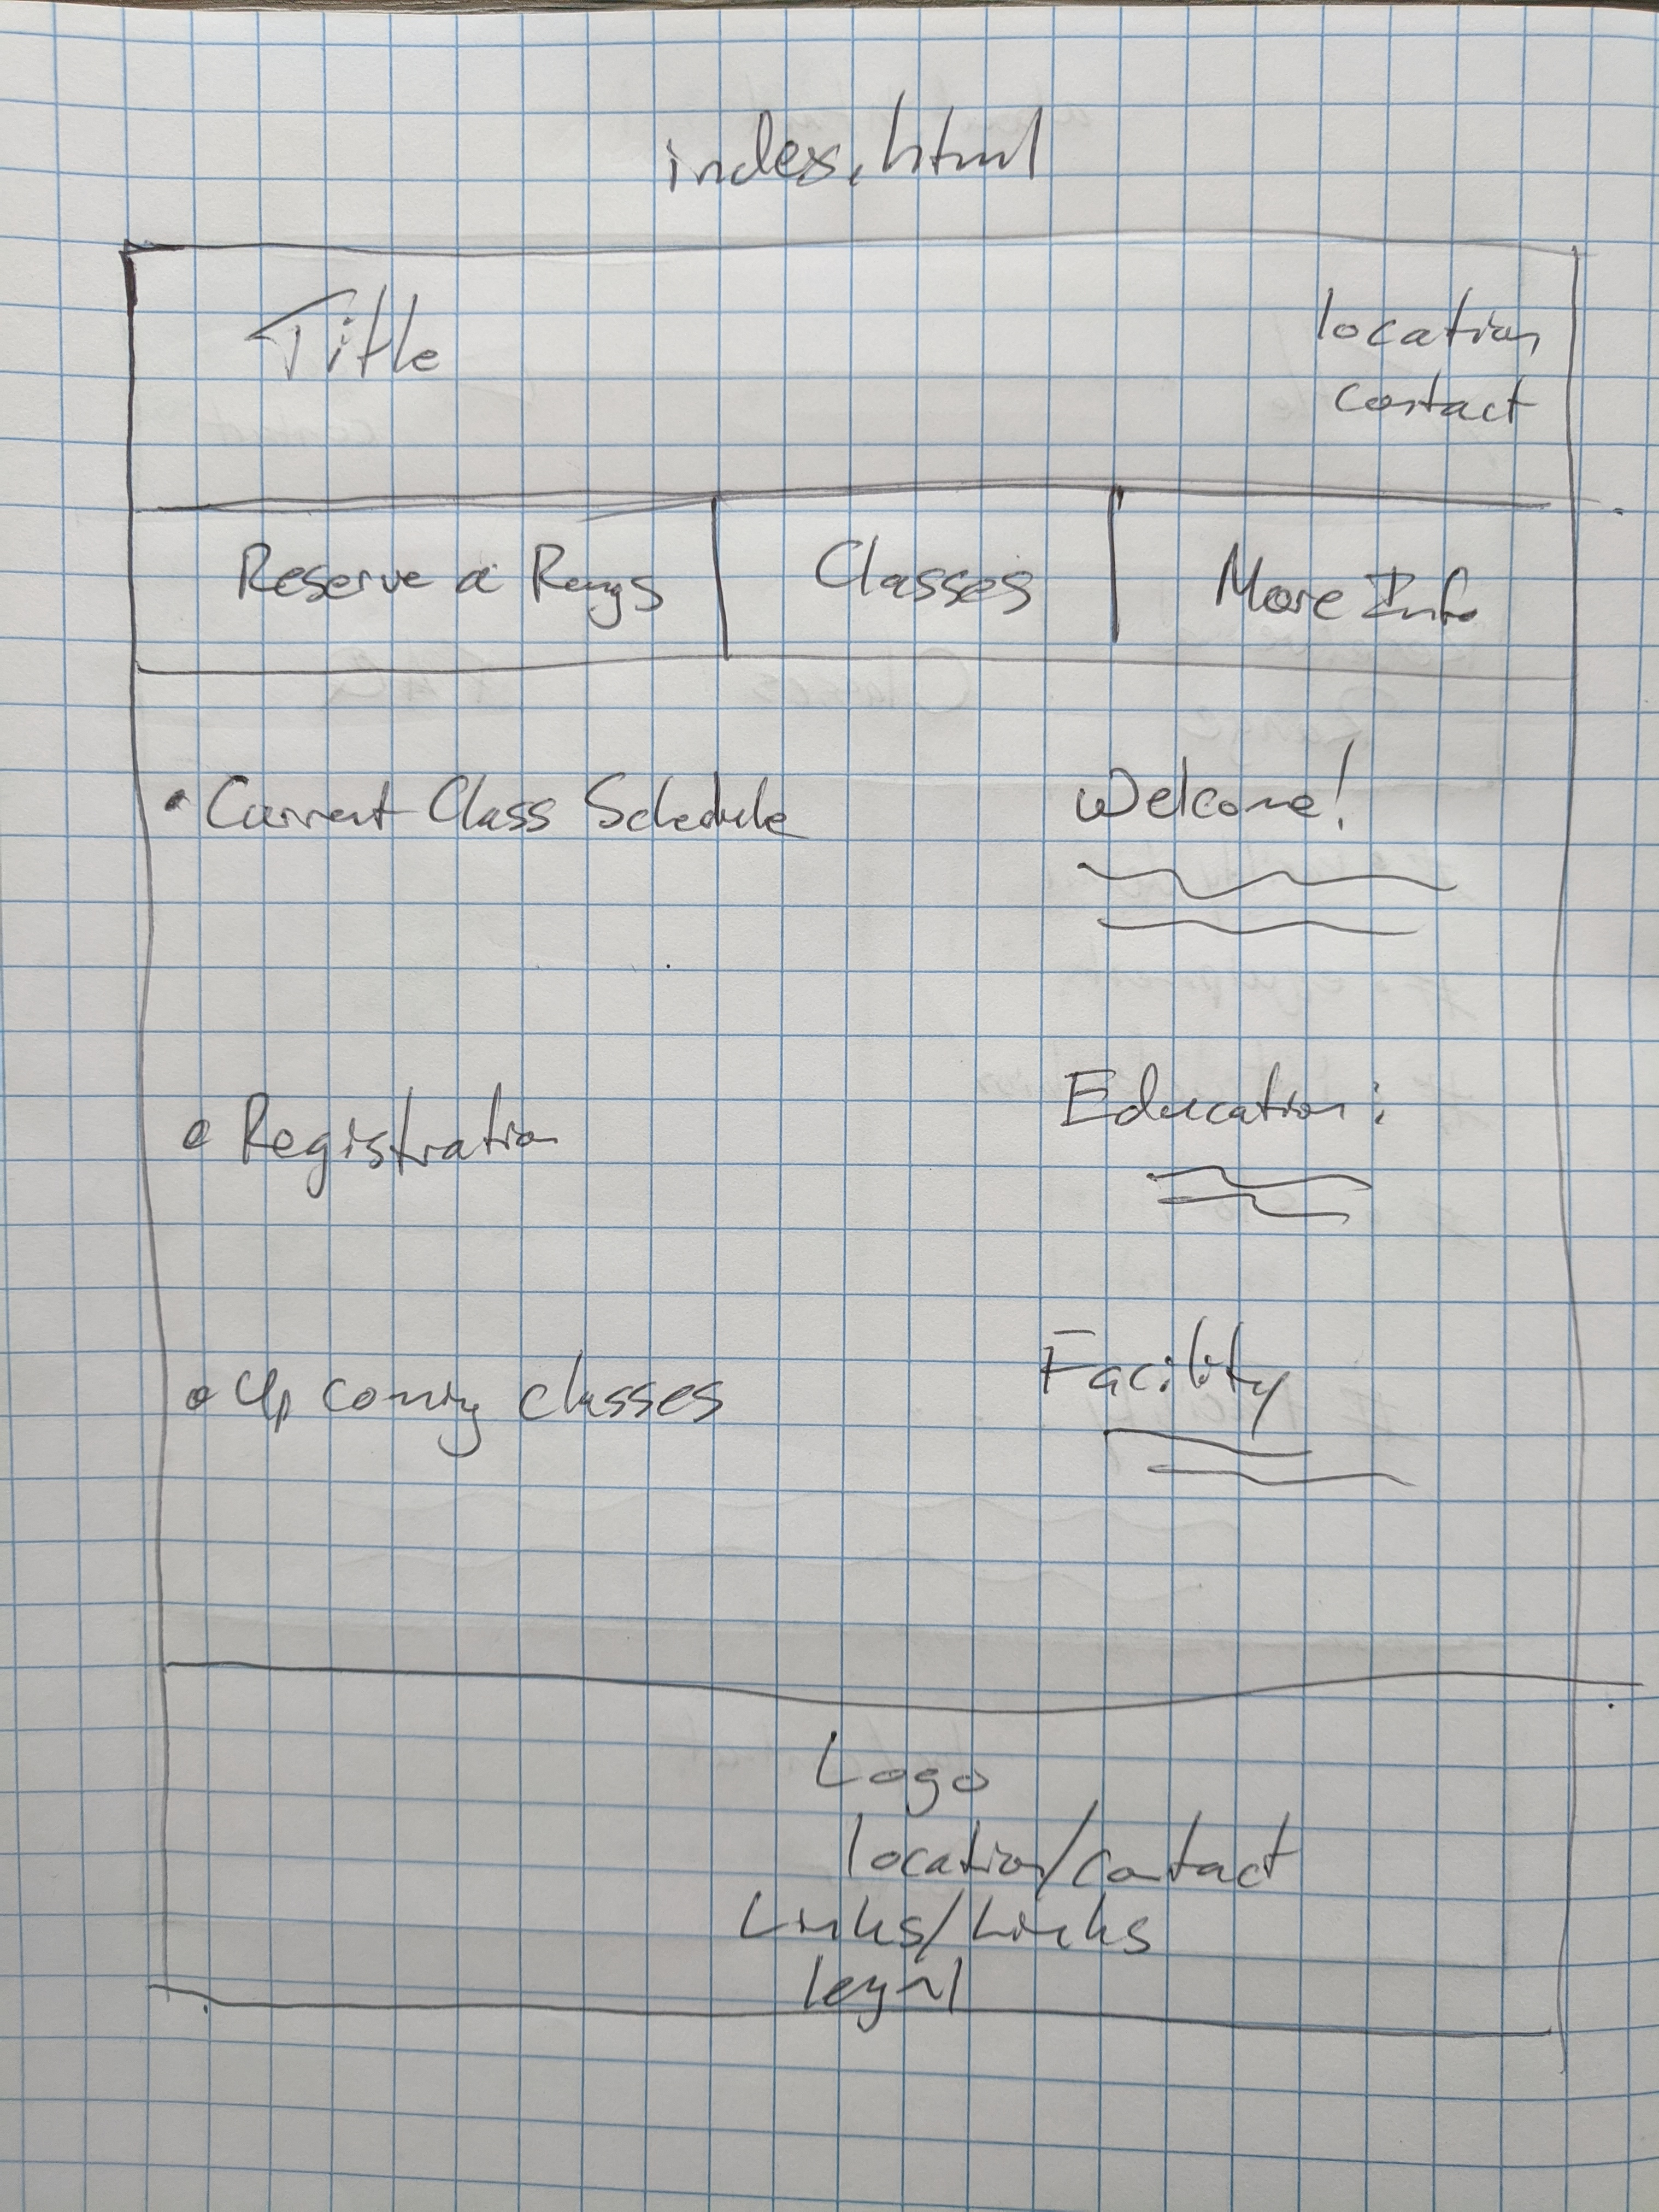 index.html
Title
location
contact
Reserve a
Classes
More Info
• Current Class Schedule
Welcome!
• Registration
Education:
• Up coming classes
Facility
Logo
location/contact
Links/Links
legal